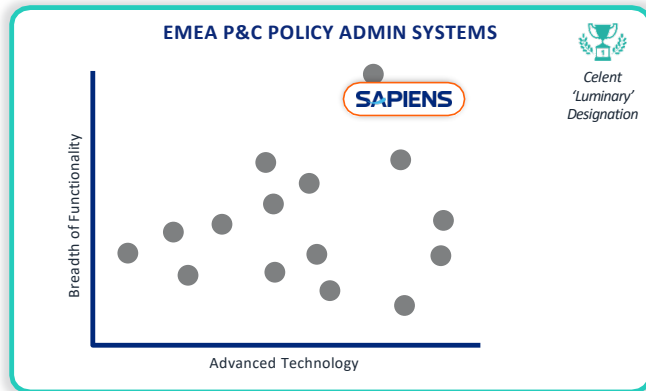 EMEA P&C POLICY ADMIN SYSTEMS
Celent
‘Luminary’
Designation
SAPIENS
Breadth of Functionality
Advanced Technology